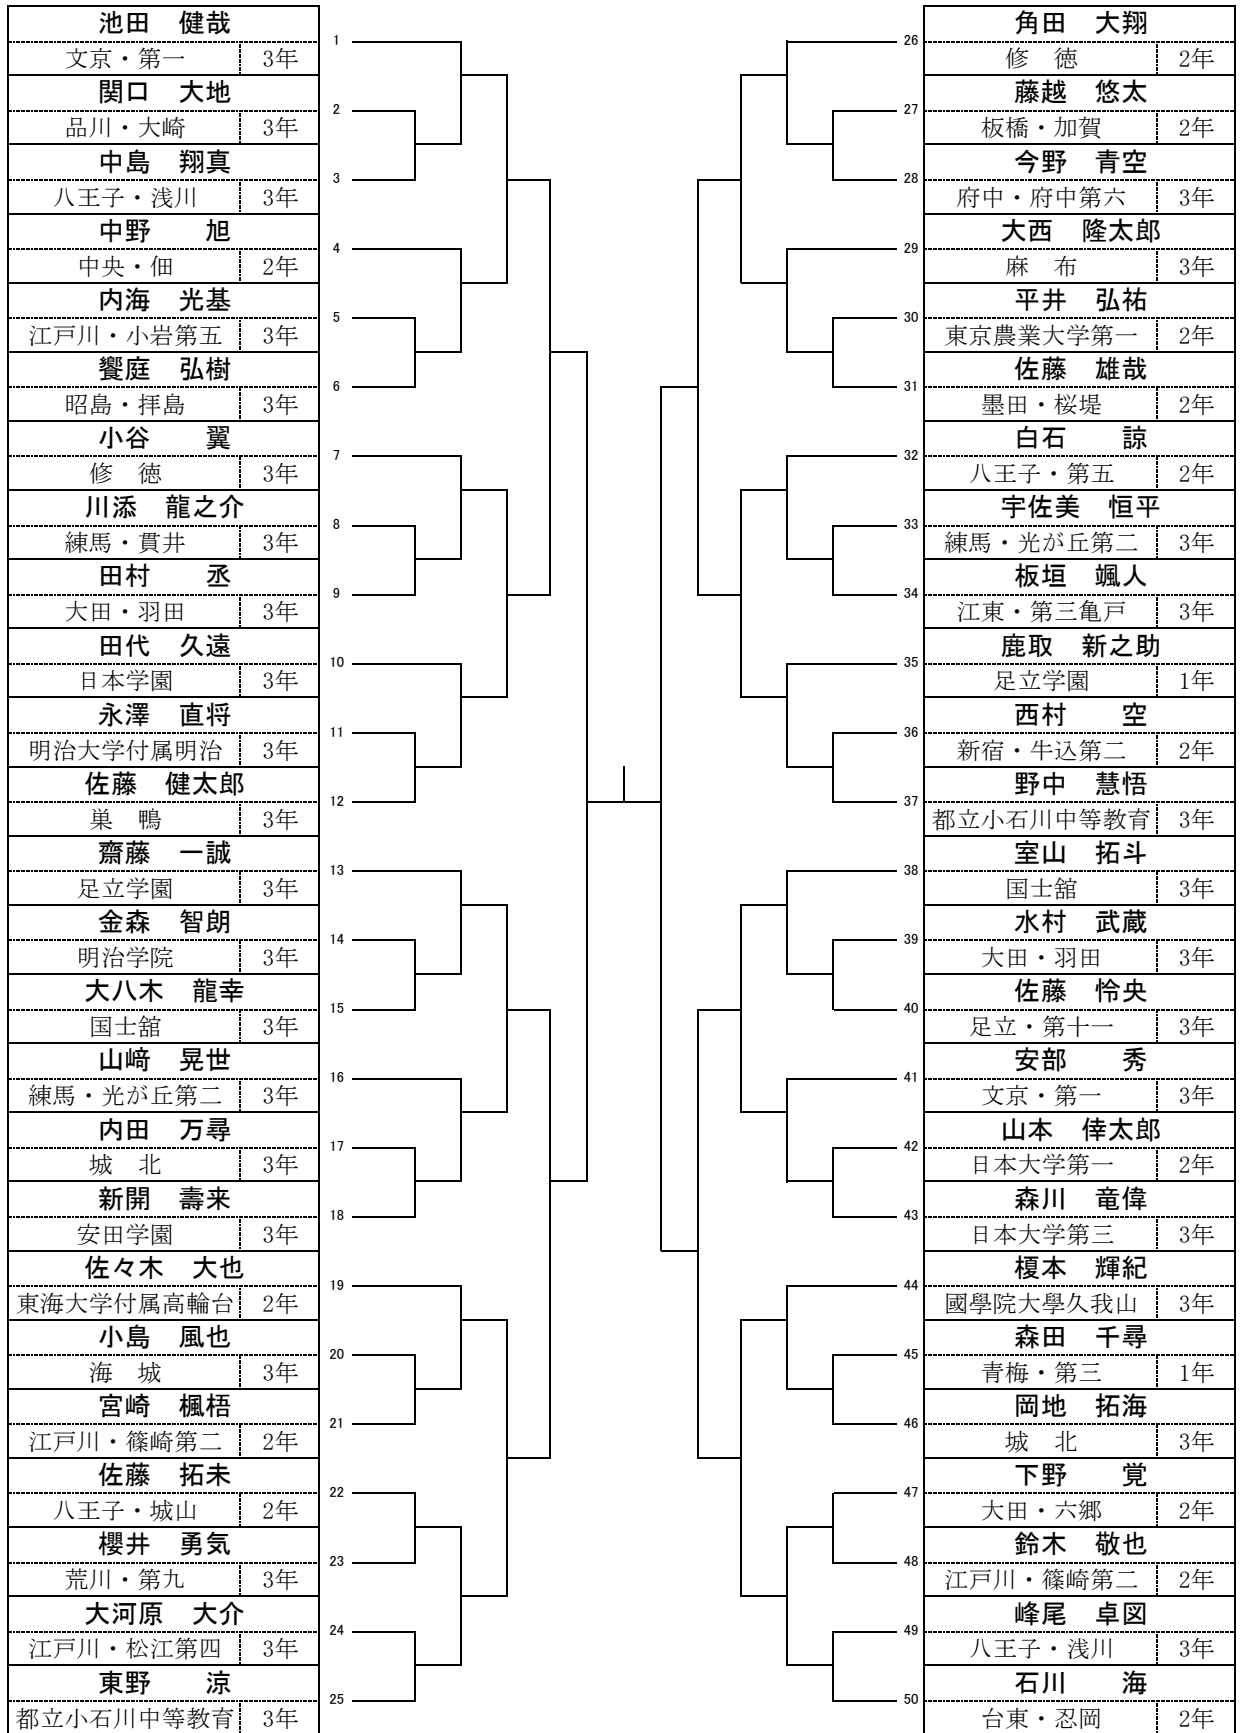 池田　健哉
1
文京・第一 3年
関口　大地
2
品川・大崎 3年
中島　翔真
3
八王子・浅川 3年
中野　　旭
4
中央・佃 2年
内海　光基
5
江戸川・小岩第五 3年
饗庭　弘樹
6
昭島・拝島 3年
小谷　　翼
7
修　徳 3年
川添　龍之介
8
練馬・貫井 3年
田村　　丞
9
大田・羽田 3年
田代　久遠
10
日本学園 3年
永澤　直将
11
明治大学付属明治 3年
佐藤　健太郎
12
巣　鴨 3年
齋藤　一誠
13
足立学園 3年
金森　智朗
14
明治学院 3年
大八木　龍幸
15
国士舘 3年
山﨑　晃世
16
練馬・光が丘第二 3年
内田　万尋
17
城　北 3年
新開　壽来
18
安田学園 3年
佐々木　大也
19
東海大学付属高輪台 2年
小島　風也
20
海　城 3年
宮崎　楓梧
21
江戸川・篠崎第二 2年
佐藤　拓未
22
八王子・城山 2年
櫻井　勇気
23
荒川・第九 3年
大河原　大介
24
江戸川・松江第四 3年
東野　　涼
25
都立小石川中等教育 3年
角田　大翔
26
修　徳 2年
藤越　悠太
27
板橋・加賀 2年
今野　青空
28
府中・府中第六 3年
大西　隆太郎
29
麻　布 3年
平井　弘祐
30
東京農業大学第一 2年
佐藤　雄哉
31
墨田・桜堤 2年
白石　　諒
32
八王子・第五 2年
宇佐美　恒平
33
練馬・光が丘第二 3年
板垣　颯人
34
江東・第三亀戸 3年
鹿取　新之助
35
足立学園 1年
西村　　空
36
新宿・牛込第二 2年
野中　慧悟
37
都立小石川中等教育 3年
室山　拓斗
38
国士舘 3年
水村　武蔵
39
大田・羽田 3年
佐藤　怜央
40
足立・第十一 3年
安部　　秀
41
文京・第一 3年
山本　倖太郎
42
日本大学第一 2年
森川　竜偉
43
日本大学第三 3年
榎本　輝紀
44
國學院大學久我山 3年
森田　千尋
45
青梅・第三 1年
岡地　拓海
46
城　北 3年
下野　　覚
47
大田・六郷 2年
鈴木　敬也
48
江戸川・篠崎第二 2年
峰尾　卓図
49
八王子・浅川 3年
石川　　海
50
台東・忍岡 2年